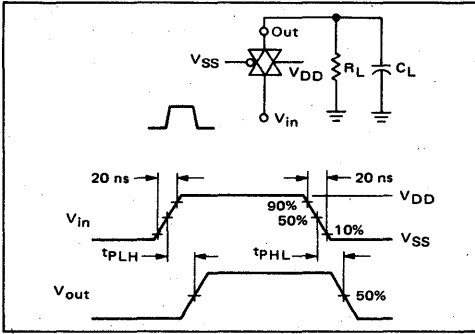 Out
VSS
VDD
RL
CL
Vin
20 ns
20 ns
VDD
90%
50%
10%
Vin
VSS
tPLH
tPHL
Vout
50%